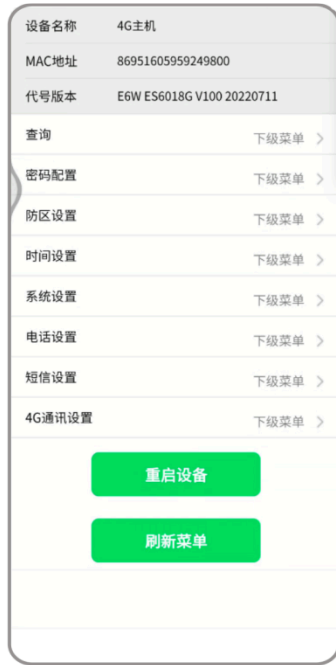 设备名称 4G主机
MAC地址 86951605959249800
代号版本 E6W ES6018G V100 20220711
查询 下级菜单
密码配置 下级菜单
防区设置 下级菜单
时间设置 下级菜单
系统设置 下级菜单
电话设置 下级菜单
短信设置 下级菜单
4G通讯设置 下级菜单
重启设备
刷新菜单